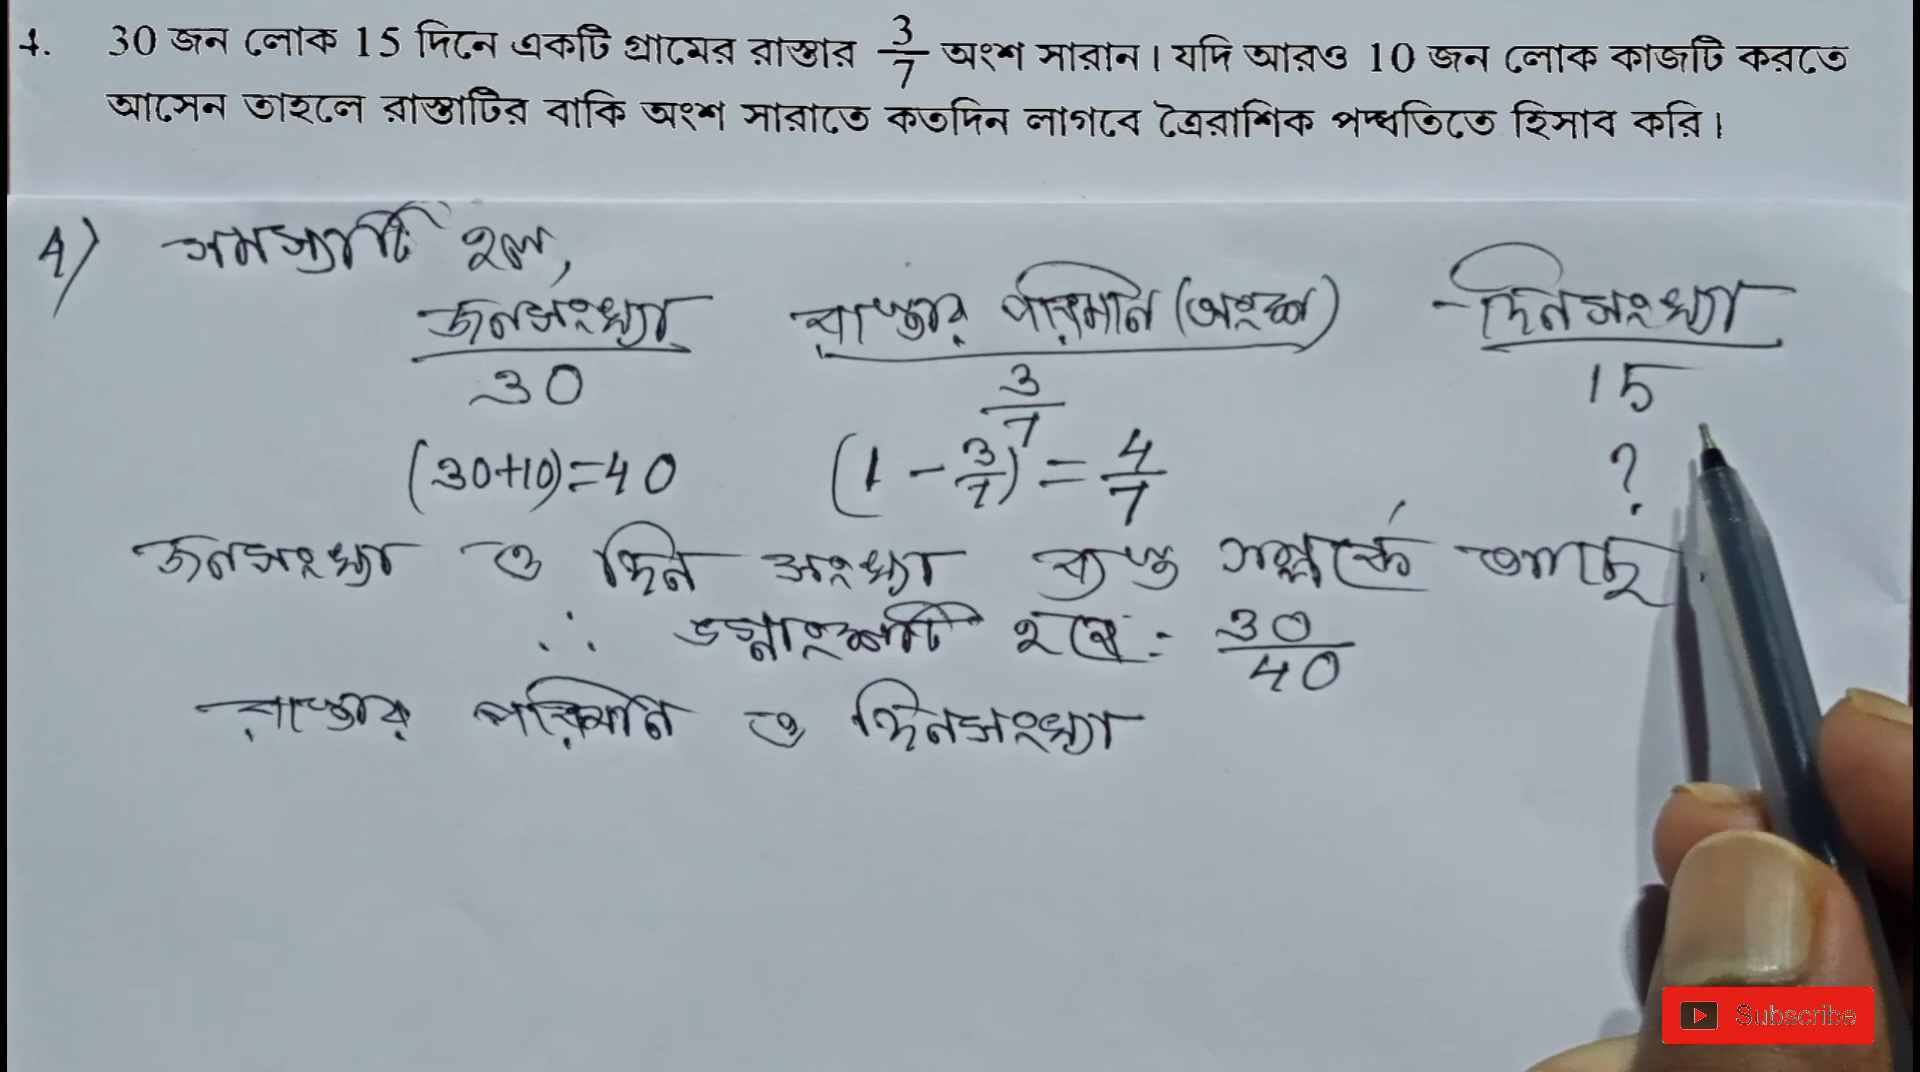 4. 30 জন লোক 15 দিনে একটি গ্রামের রাস্তার 3/7 অংশ সারান। যদি আরও 10 জন লোক কাজটি করতে
আসেন তাহলে রাস্তাটির বাকি অংশ সারাতে কতদিন লাগবে ত্রৈরাশিক পদ্ধতিতে হিসাব করি।
4) সমস্যাটি হল,
জনসংখ্যা রাস্তার পরিমান (অংশ) দিনসংখ্যা
30 3/7 15
(30+10)=40 (1 - 3/7) = 4/7 ?
জনসংখ্যা ও দিন সংখ্যা ব্যস্ত সম্পর্কে আছে
∴ ভগ্নাংশটি হবে:- 30/40
রাস্তার পরিমান ও দিনসংখ্যা
Subscribe